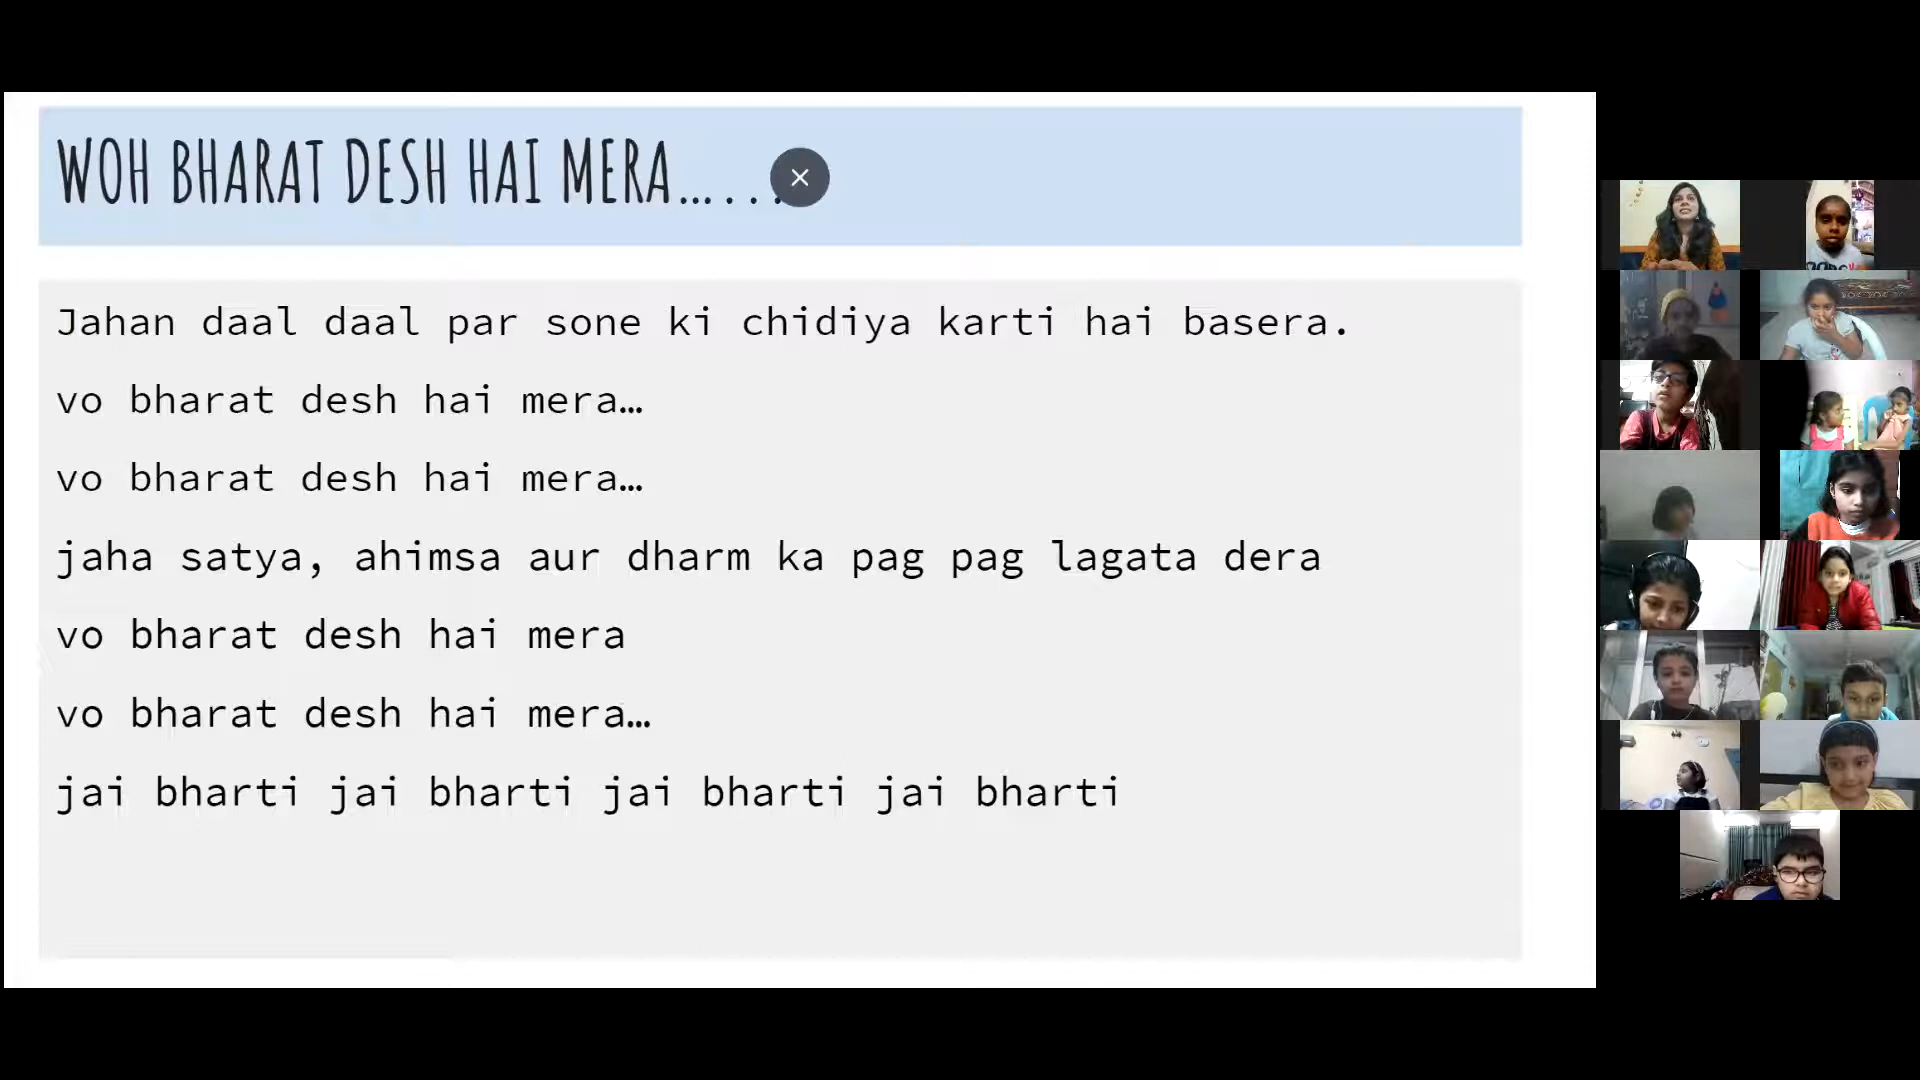 WOH BHARAT DESH HAI MERA…...
Jahan daal daal par sone ki chidiya karti hai basera.
vo bharat desh hai mera…
vo bharat desh hai mera…
jaha satya, ahimsa aur dharm ka pag pag lagata dera
vo bharat desh hai mera
vo bharat desh hai mera…
jai bharti jai bharti jai bharti jai bharti